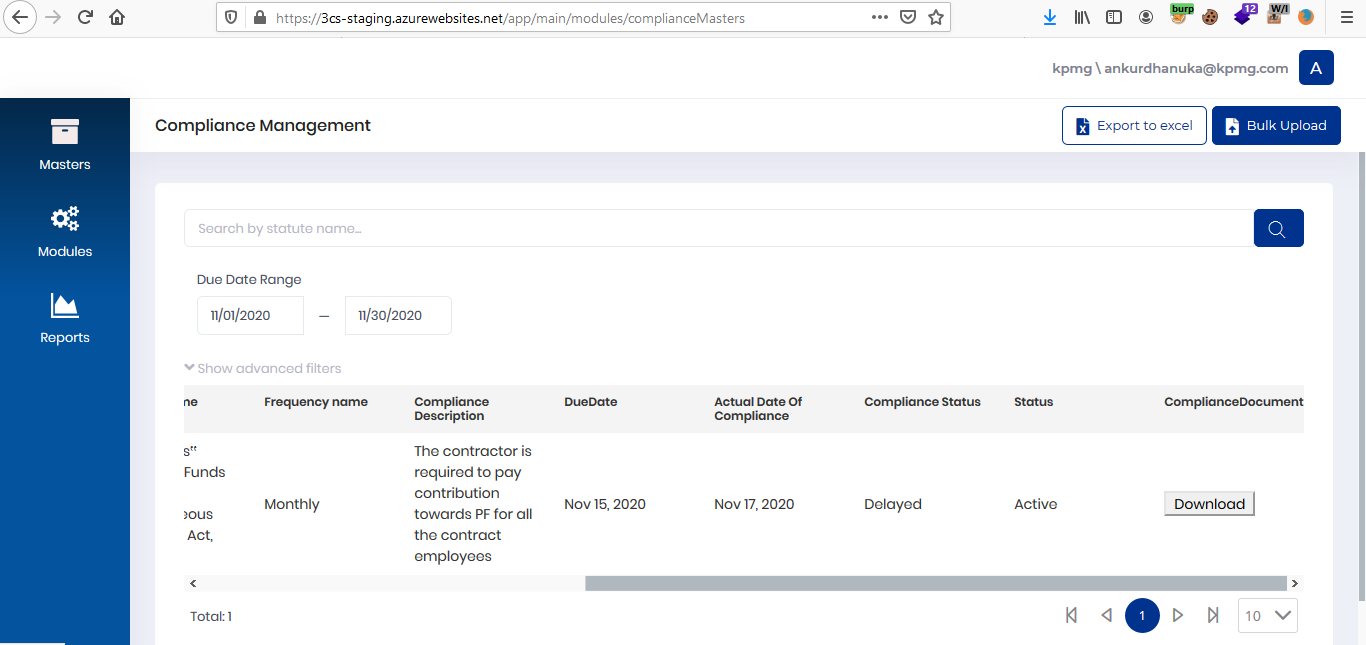 https://3cs-staging.azurewebsites.net/app/main/modules/complianceMasters
burp
12
W/I
kpmg \ ankurdhanuka@kpmg.com
A
Masters
Modules
Reports
Compliance Management
Export to excel
Bulk Upload
Search by statute name...
Due Date Range
11/01/2020 — 11/30/2020
Show advanced filters
Frequency name
Compliance
Description
DueDate
Actual Date Of
Compliance
Compliance Status
Status
ComplianceDocument
Funds
Act,
Monthly
The contractor is
required to pay
contribution
towards PF for all
the contract
employees
Nov 15, 2020
Nov 17, 2020
Delayed
Active
Download
Total: 1
1
10